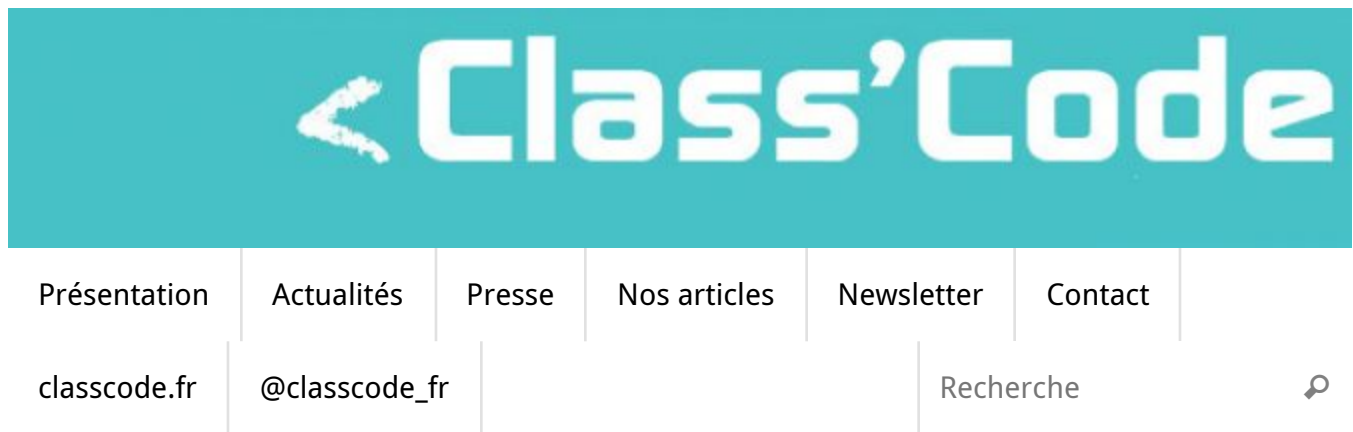 <Class’Code
Présentation Actualités Presse Nos articles Newsletter Contact
classcode.fr @classcode_fr Recherche